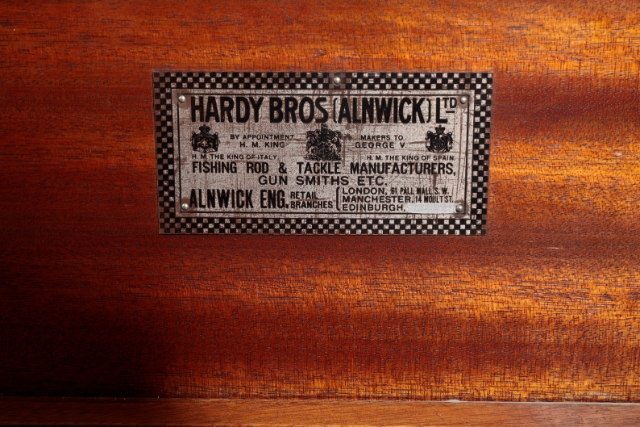 HARDY BROS (ALNWICK) LTD
BY APPOINTMENT MAKERS TO
H. M. KING GEORGE V
H. M. THE KING OF ITALY. H. M. THE KING OF SPAIN.
FISHING ROD & TACKLE MANUFACTURERS,
GUN SMITHS ETC.
ALNWICK ENG. RETAIL BRANCHES
LONDON, 61 PALL MALL S. W.
MANCHESTER, 14 MOULT ST.
EDINBURGH.